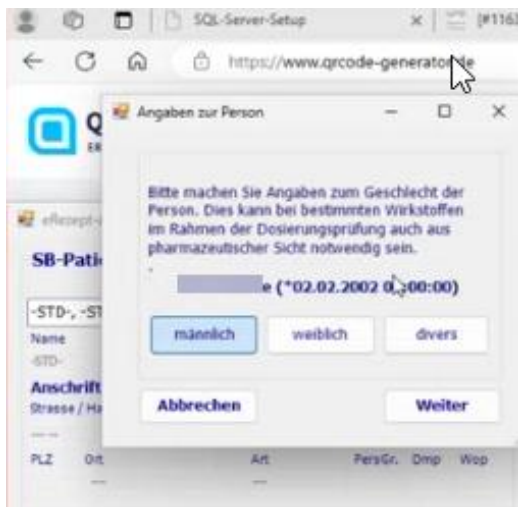 SQL-Server-Setup
https://www.qrcode-generator.de
Q
Angaben zur Person
Bitte machen Sie Angaben zum Geschlecht der
Person. Dies kann bei bestimmten Wirkstoffen
im Rahmen der Dosierungsprüfung auch aus
pharmazeutischer Sicht notwendig sein.
e (*02.02.2002 00:00:00)
männlich weiblich divers
Abbrechen Weiter
SB-Pati
-STD-, -ST
Name
-STD-
Anschrift
Strasse / Ha
PLZ Ort Art PersGr. Dmp Wop